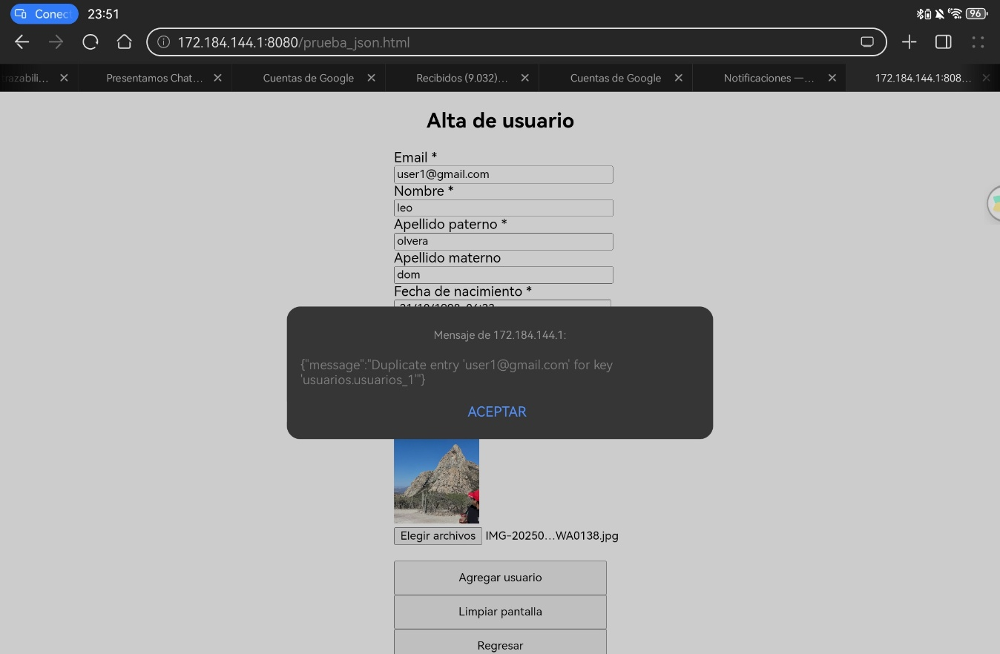 Conec
23:51
96
172.184.144.1:8080/prueba_json.html
trazabili...
Presentamos Chat...
Cuentas de Google
Recibidos (9.032)...
Cuentas de Google
Notificaciones —...
172.184.144.1:808...
Alta de usuario
Email *
user1@gmail.com
Nombre *
leo
Apellido paterno *
olvera
Apellido materno
dom
Fecha de nacimiento *
Mensaje de 172.184.144.1:
{"message":"Duplicate entry 'user1@gmail.com' for key
'usuarios.usuarios_1'"}
ACEPTAR
Elegir archivos IMG-20250...WA0138.jpg
Agregar usuario
Limpiar pantalla
Regresar